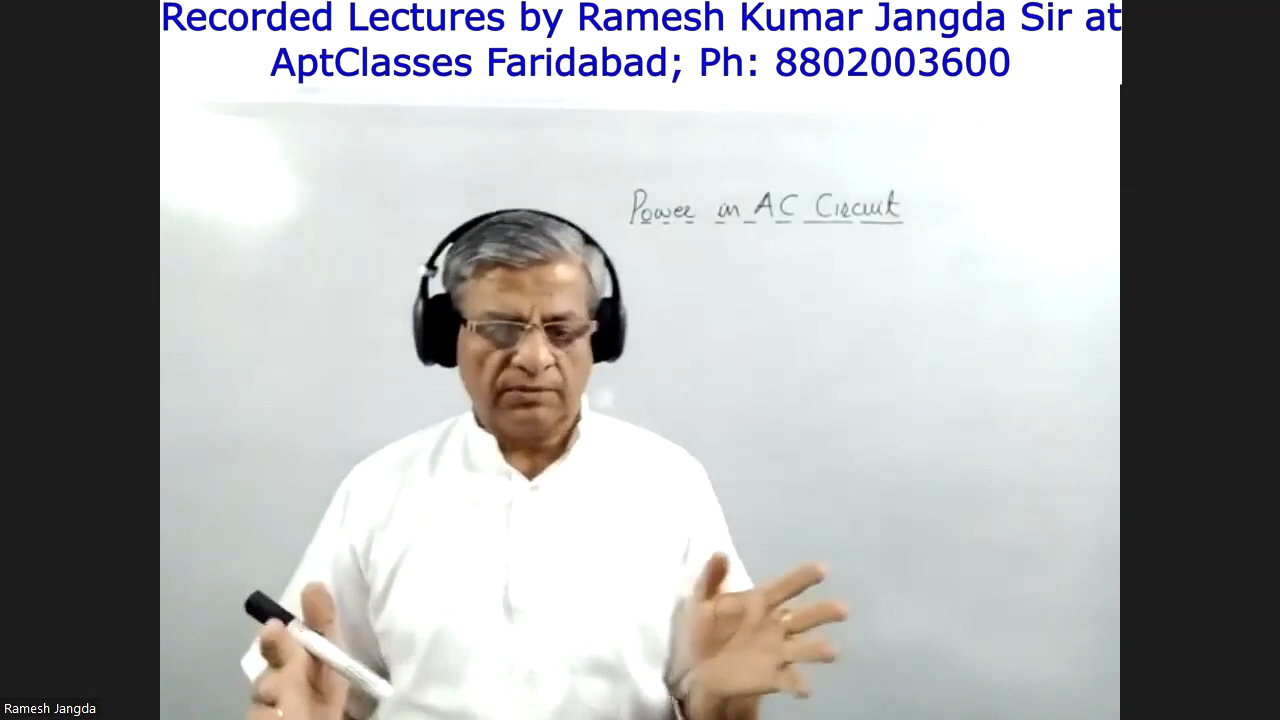 Recorded Lectures by Ramesh Kumar Jangda Sir at
AptClasses Faridabad; Ph: 8802003600
Power in AC Circuit
Ramesh Jangda